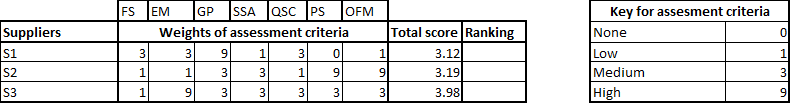 FS EM GP SSA QSC PS OFM
Suppliers Weights of assessment criteria Total score Ranking
S1 3 3 9 1 3 0 1 3.12
S2 1 1 3 3 1 9 9 3.19
S3 1 9 3 3 3 3 3 3.98
Key for assesment criteria
None 0
Low 1
Medium 3
High 9